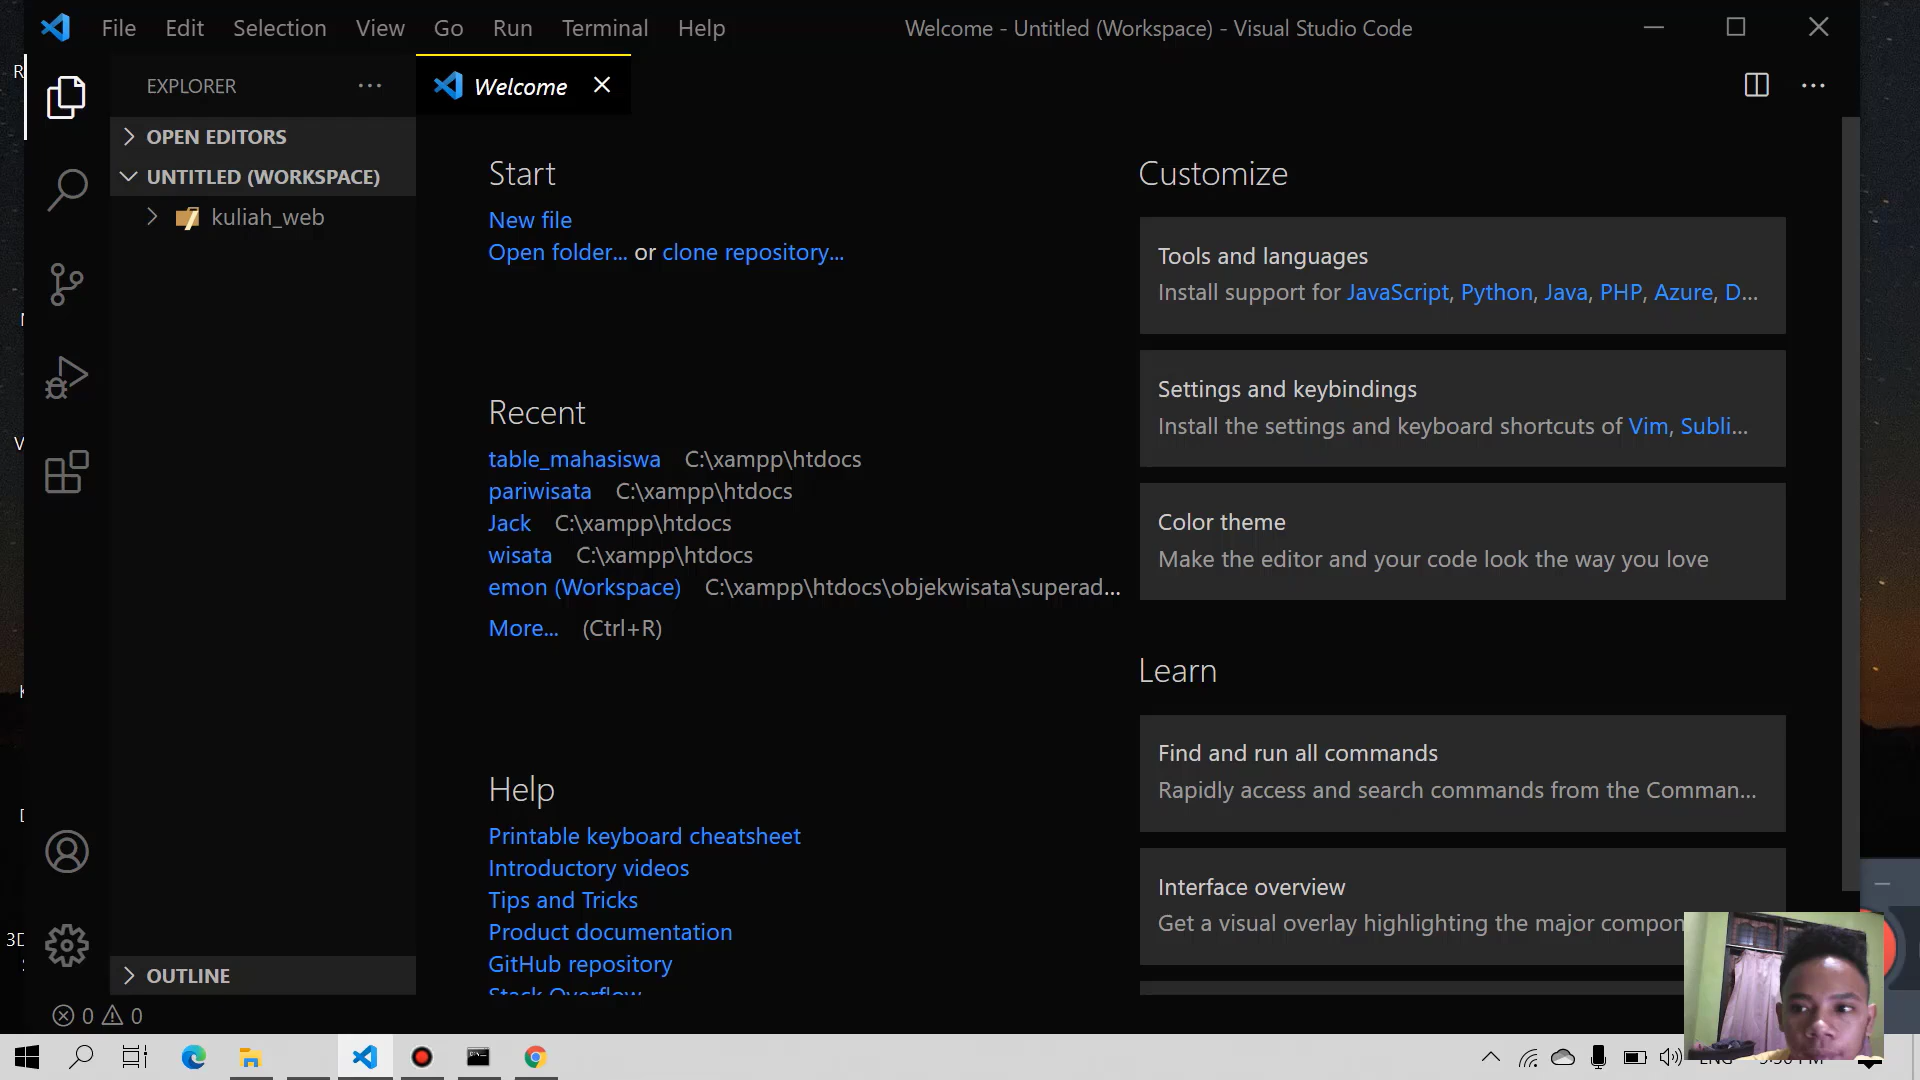 File Edit Selection View Go Run Terminal Help
Welcome - Untitled (Workspace) - Visual Studio Code
EXPLORER
Welcome
OPEN EDITORS
UNTITLED (WORKSPACE)
kuliah_web
OUTLINE
Start
New file
Open folder... or clone repository...
Recent
table_mahasiswa C:\xampp\htdocs
pariwisata C:\xampp\htdocs
Jack C:\xampp\htdocs
wisata C:\xampp\htdocs
emon (Workspace) C:\xampp\htdocs\objekwisata\superad...
More... (Ctrl+R)
Help
Printable keyboard cheatsheet
Introductory videos
Tips and Tricks
Product documentation
GitHub repository
Stack Overflow
Customize
Tools and languages
Install support for JavaScript, Python, Java, PHP, Azure, D...
Settings and keybindings
Install the settings and keyboard shortcuts of Vim, Subli...
Color theme
Make the editor and your code look the way you love
Learn
Find and run all commands
Rapidly access and search commands from the Comman...
Interface overview
Get a visual overlay highlighting the major compon
0 0
3D